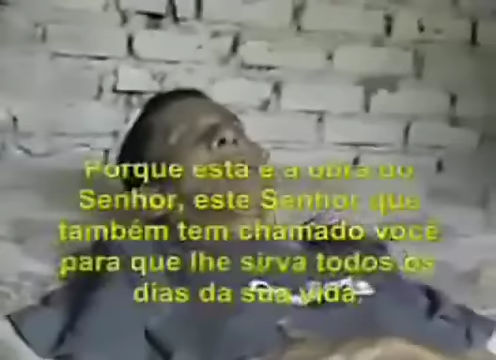 Porque esta é a obra do
Senhor, este Senhor que
também tem chamado você
para que lhe sirva todos os
dias da sua vida.